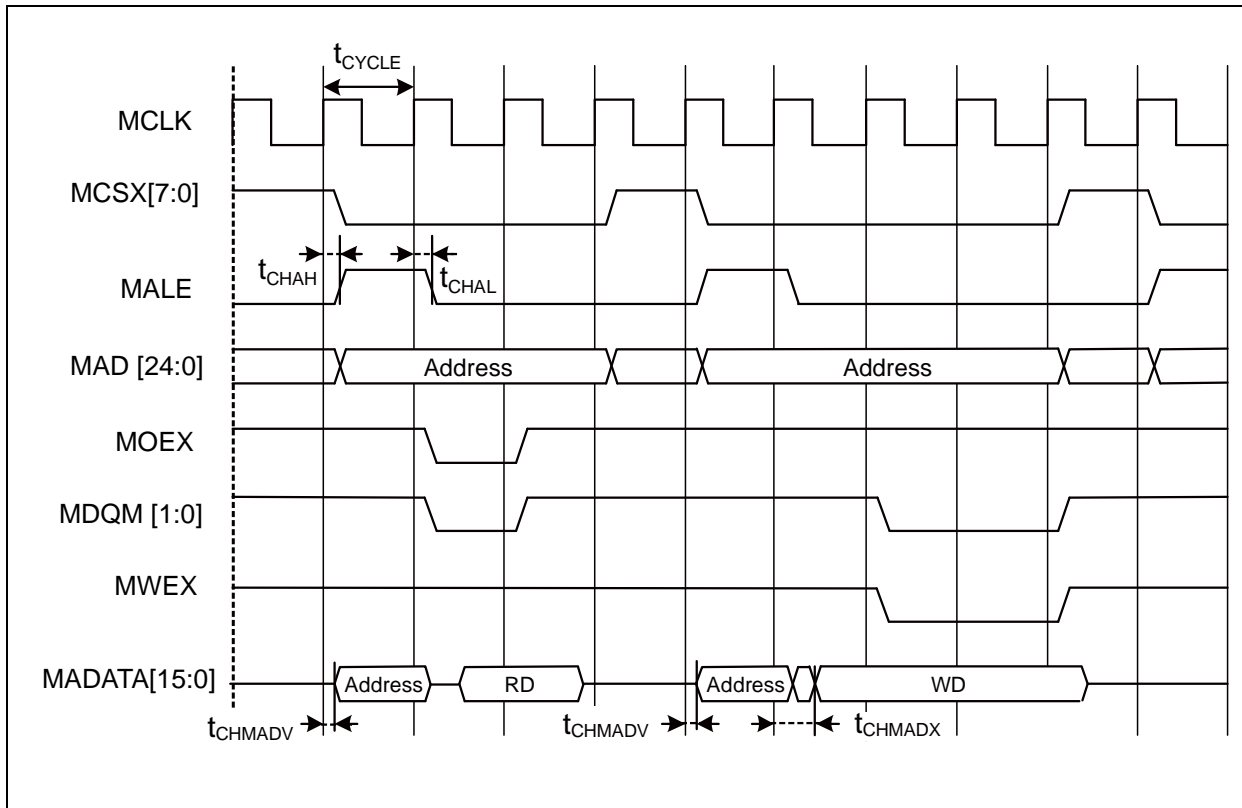 tCYCLE
MCLK
MCSX[7:0]
tCHAH
tCHAL
MALE
MAD [24:0]
Address
Address
MOEX
MDQM [1:0]
MWEX
MADATA[15:0]
Address
RD
Address
WD
tCHMADV
tCHMADV
tCHMADX